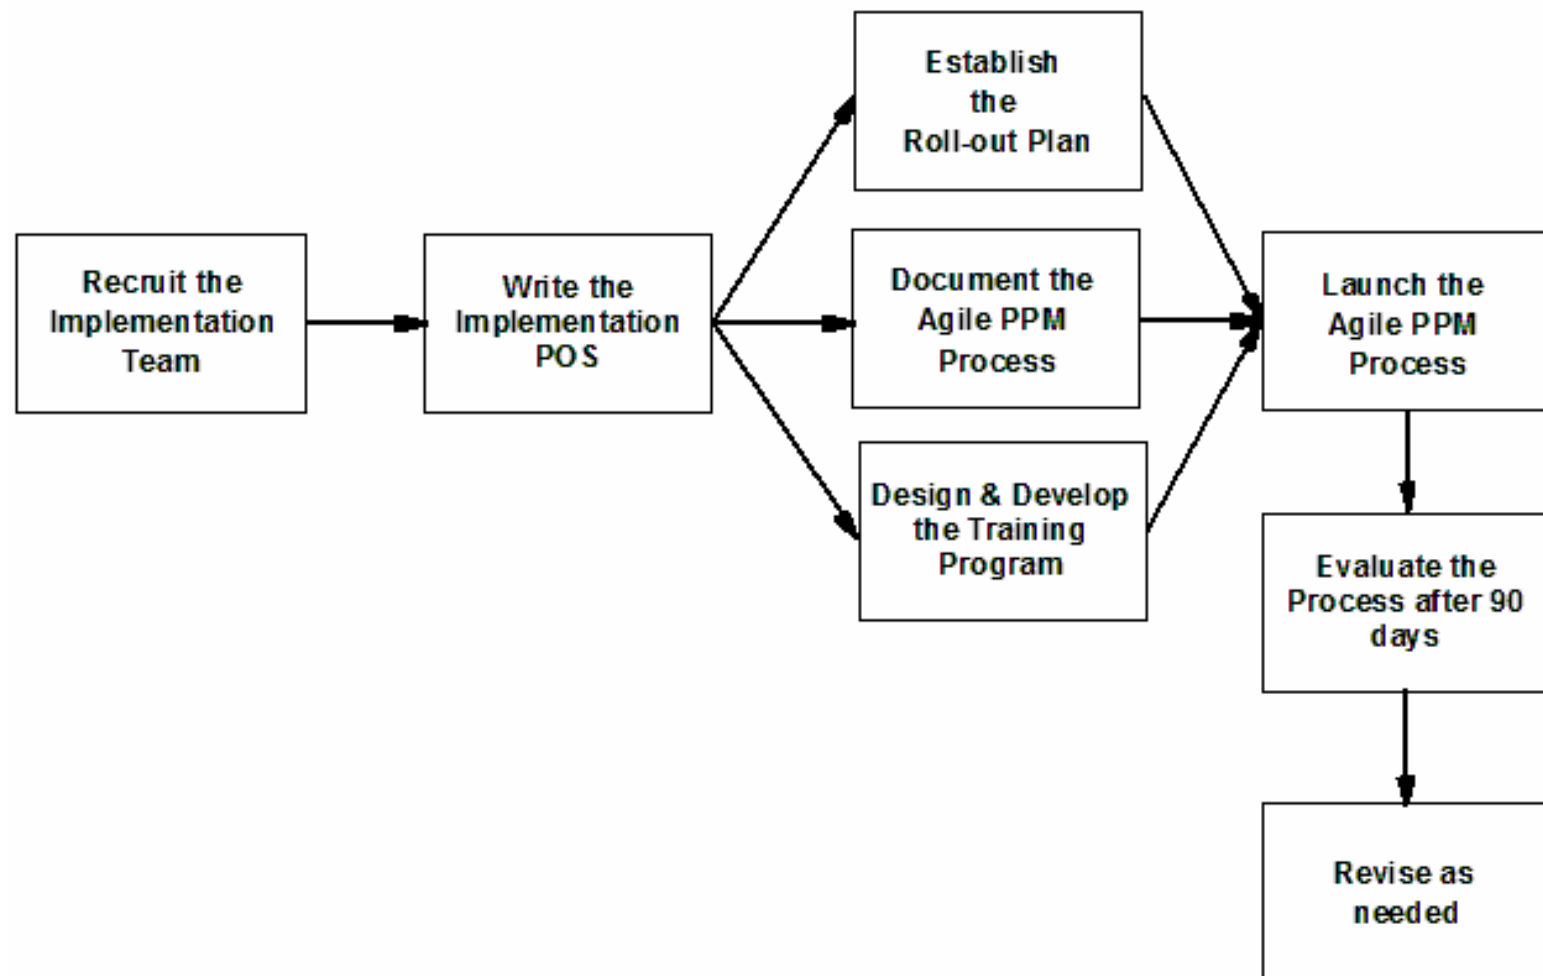 Recruit the
Implementation
Team
Write the
Implementation
POS
Establish
the
Roll-out Plan
Document the
Agile PPM
Process
Design & Develop
the Training
Program
Launch the
Agile PPM
Process
Evaluate the
Process after 90
days
Revise as
needed